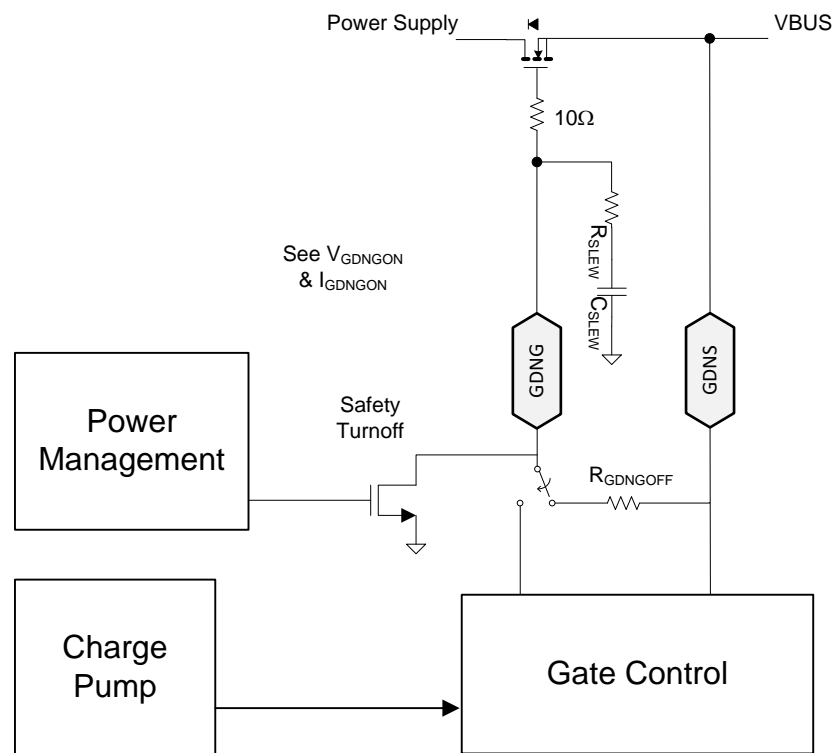 Power Supply
VBUS
10Ω
See VGDNGON
& IGDNGON
RSLEW
CSLEW
GDNG
GDNS
Power
Management
Safety
Turnoff
RGDNGOFF
Charge
Pump
Gate Control